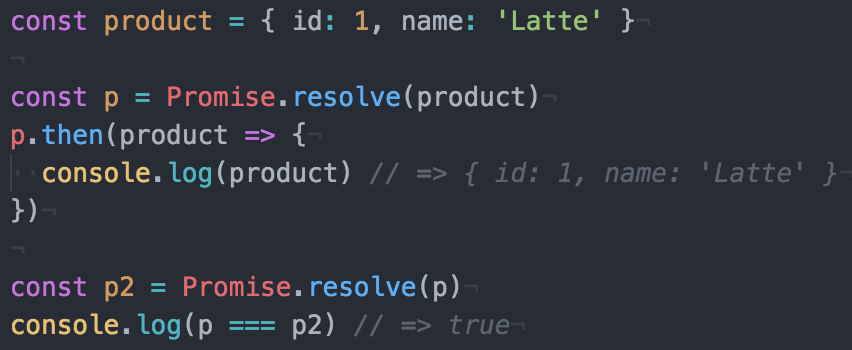 const product = { id: 1, name: 'Latte' }¬
¬
const p = Promise.resolve(product)¬
p.then(product => {¬
··console.log(product) // => { id: 1, name: 'Latte' }¬
})¬
¬
const p2 = Promise.resolve(p)¬
console.log(p === p2) // => true¬